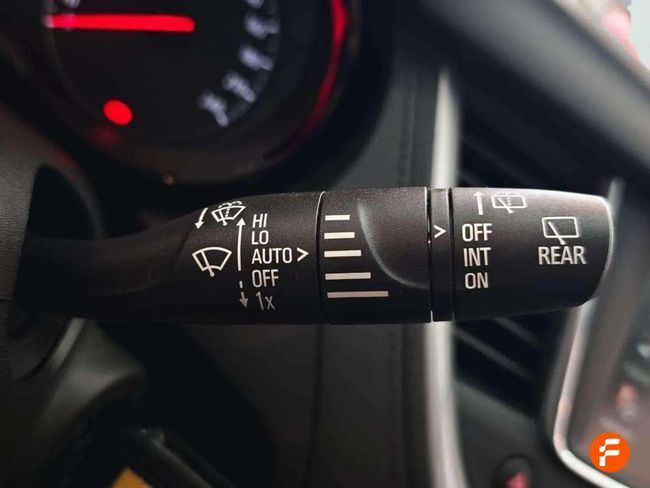 HI
LO
AUTO >
OFF
1x
> OFF
INT
ON
REAR